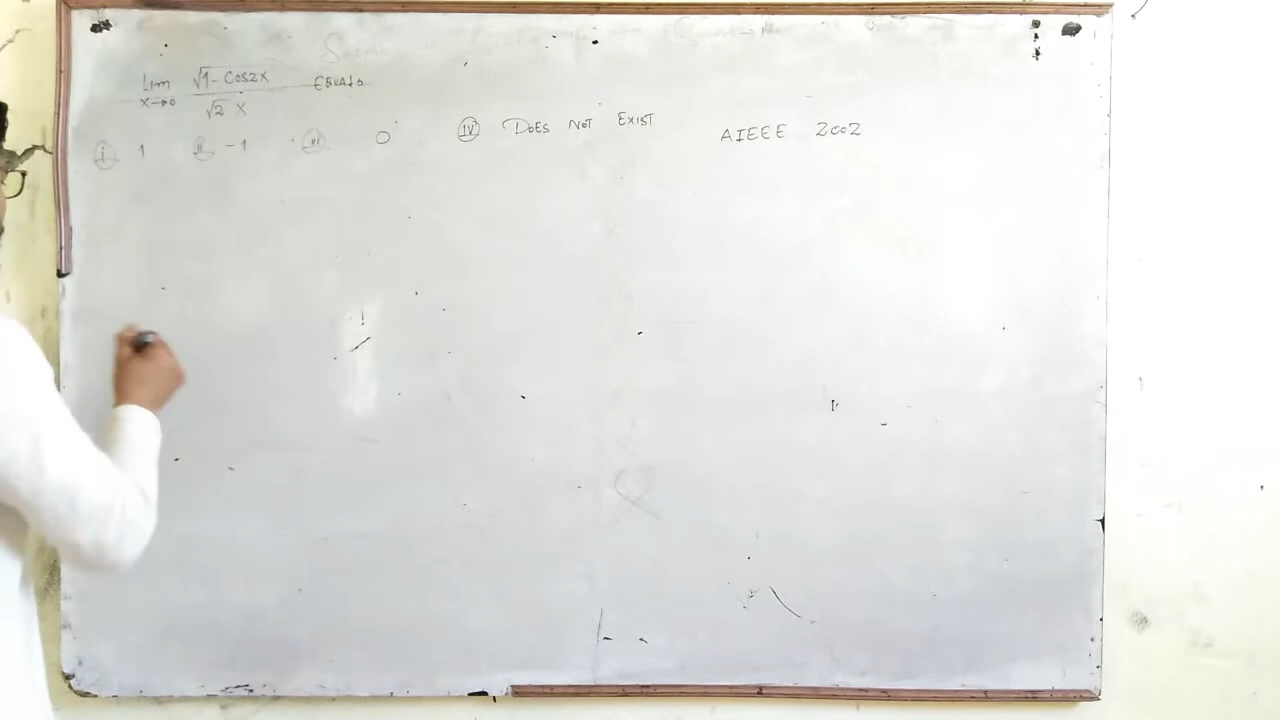 Lim x→0 √1-Cos2x / √2 x EQUALS
(i) 1 (ii) -1 (iii) 0 (iv) DOES NOT EXIST AIEEE 2002